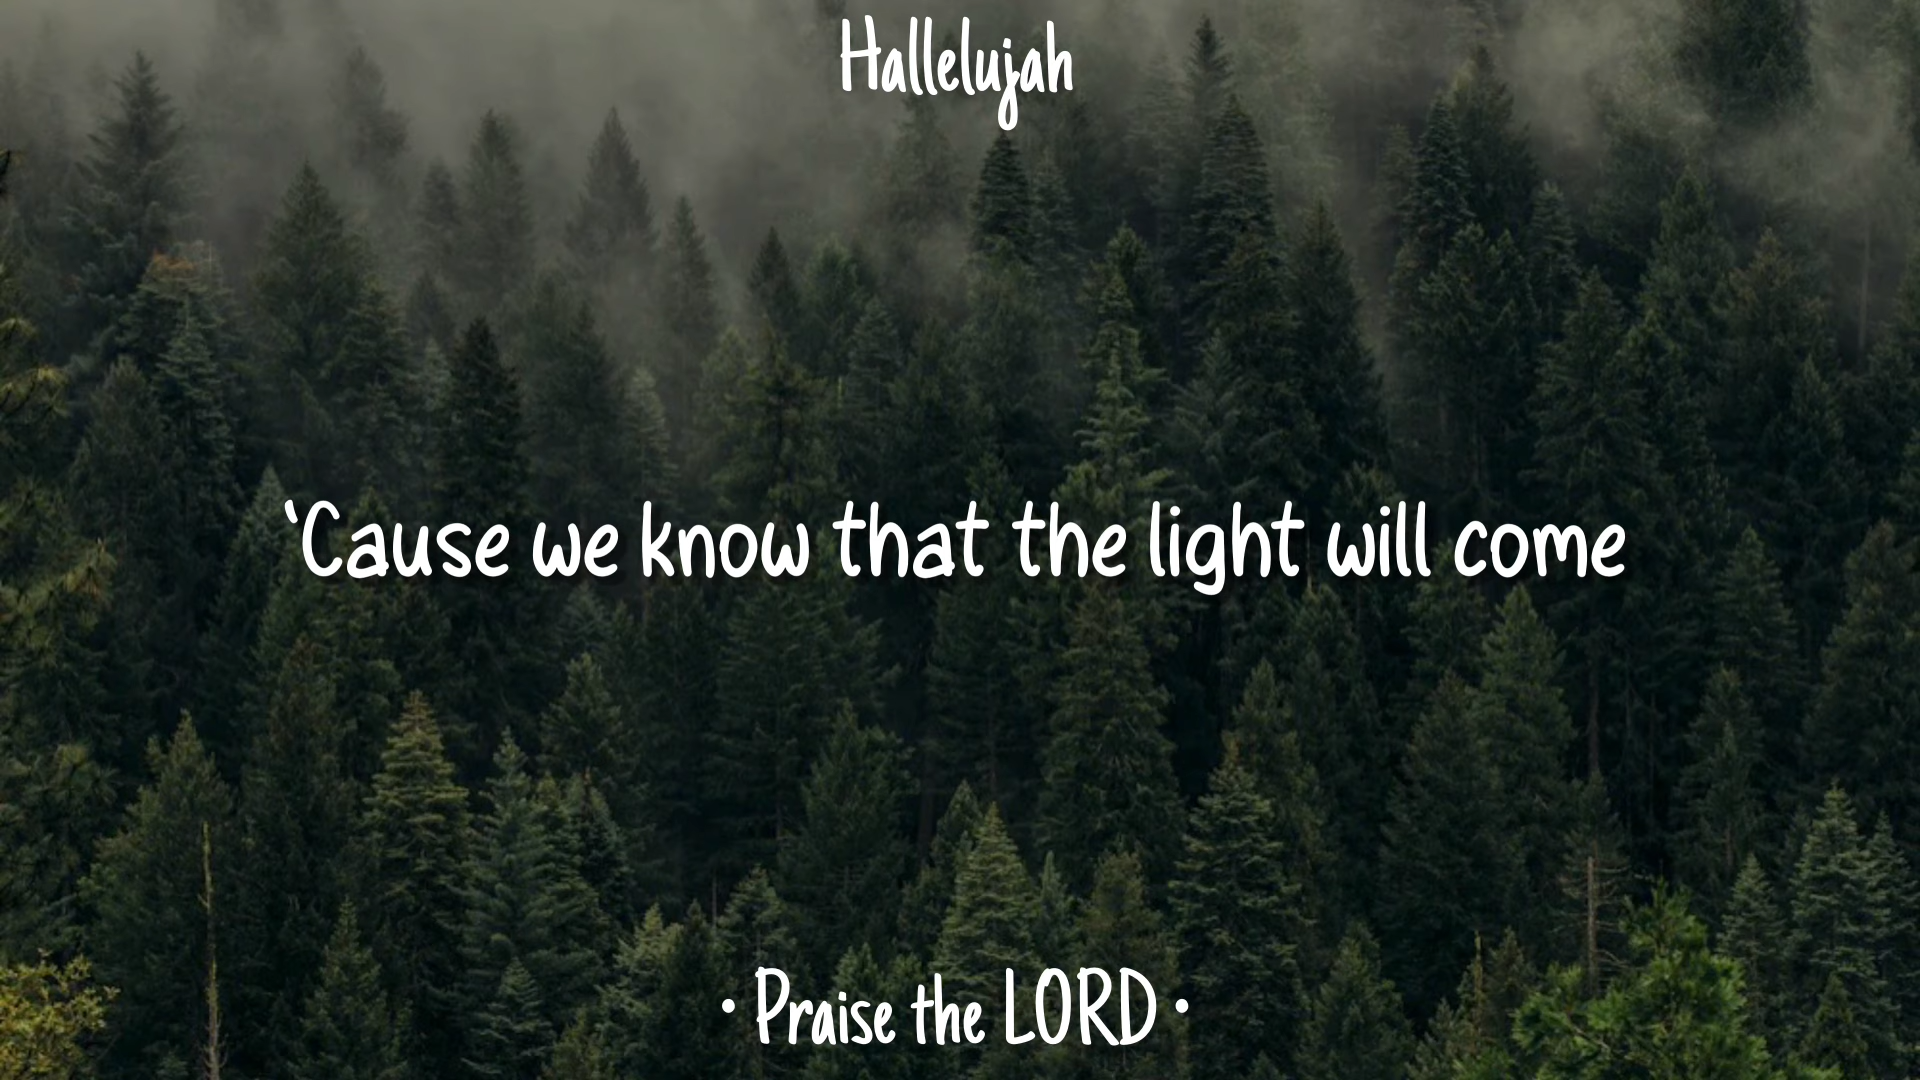 Hallelujah
‘Cause we know that the light will come
• Praise the LORD •